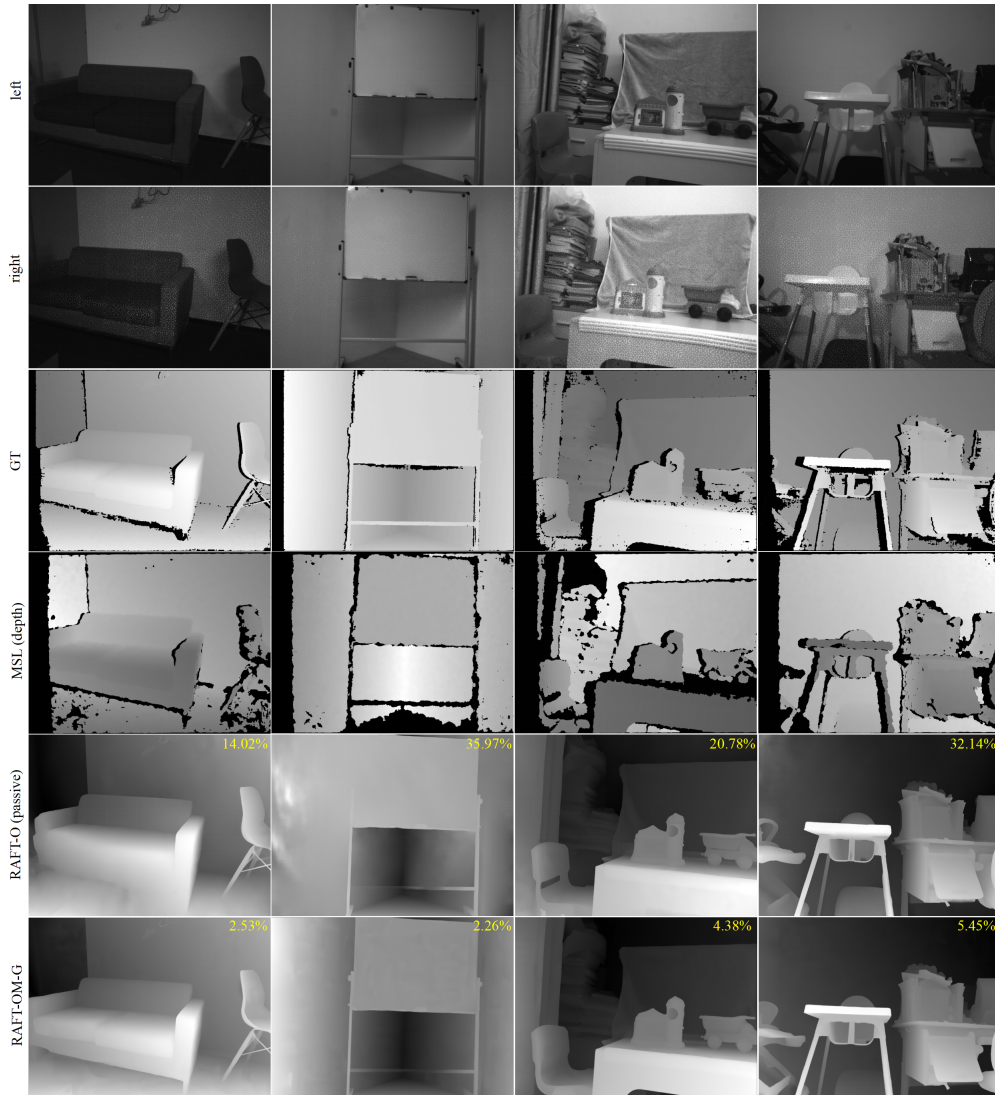 left
right
GT
MSL (depth)
RAFT-O (passive)
14.02%
35.97%
20.78%
32.14%
RAFT-OM-G
2.53%
2.26%
4.38%
5.45%